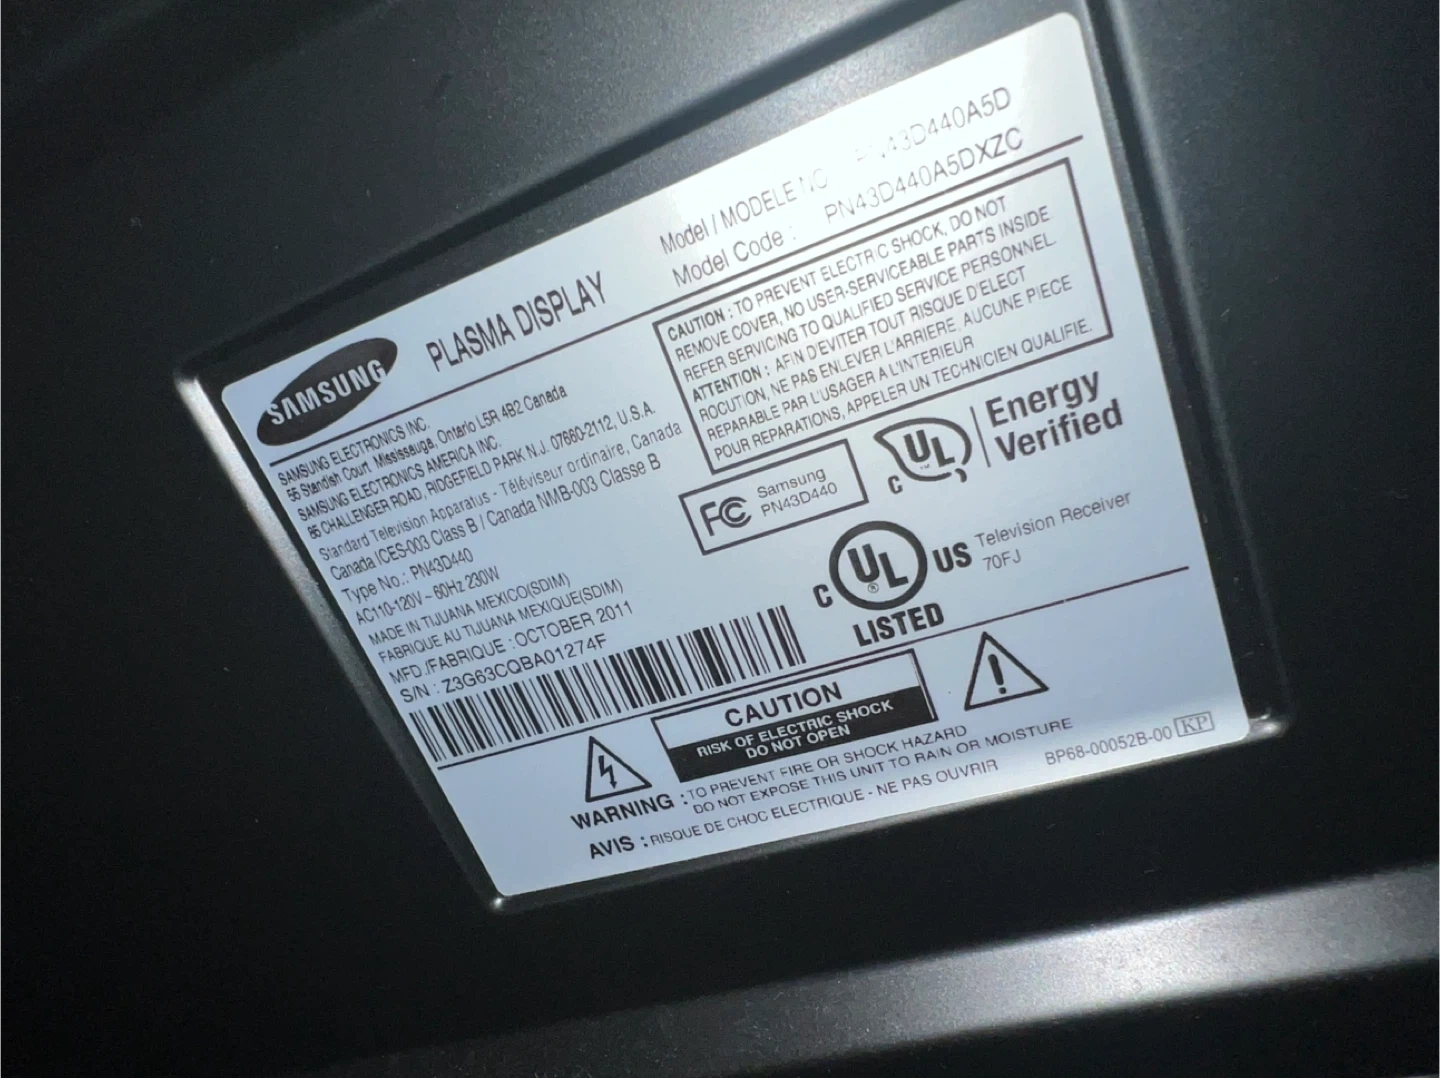 SAMSUNG
PLASMA DISPLAY
Model / MODELE NO PN43D440A5D
Model Code : PN43D440A5DXZC
SAMSUNG ELECTRONICS INC.
55 Standish Court. Mississauga, Ontario L5R 4B2 Canada
SAMSUNG ELECTRONICS AMERICA INC.
85 CHALLENGER ROAD, RIDGEFIELD PARK N.J. 07660-2112, U.S.A.
Standard Television Apparatus - Téléviseur ordinaire, Canada
Canada ICES-003 Class B / Canada NMB-003 Classe B
Type No.: PN43D440
AC110-120V ~ 60Hz 230W
MADE IN TIJUANA MEXICO(SDIM)
FABRIQUE AU TIJUANA MEXIQUE(SDIM)
MFD./FABRIQUE : OCTOBER 2011
S/N : Z3G63CQBA01274F
CAUTION : TO PREVENT ELECTRIC SHOCK, DO NOT
REMOVE COVER, NO USER-SERVICEABLE PARTS INSIDE
REFER SERVICING TO QUALIFIED SERVICE PERSONNEL.
ATTENTION : AFIN D'EVITER TOUT RISQUE D'ELECT
ROCUTION, NE PAS ENLEVER L'ARRIERE, AUCUNE PIECE
REPARABLE PAR L'USAGER A L'INTERIEUR
POUR REPARATIONS, APPELER UN TECHNICIEN QUALIFIE.
FC Samsung
PN43D440
C UL TM
Energy
Verified
C UL ® US
LISTED
Television Receiver
70FJ
CAUTION
RISK OF ELECTRIC SHOCK
DO NOT OPEN
WARNING : TO PREVENT FIRE OR SHOCK HAZARD
DO NOT EXPOSE THIS UNIT TO RAIN OR MOISTURE
AVIS : RISQUE DE CHOC ELECTRIQUE - NE PAS OUVRIR
BP68-00052B-00 KP